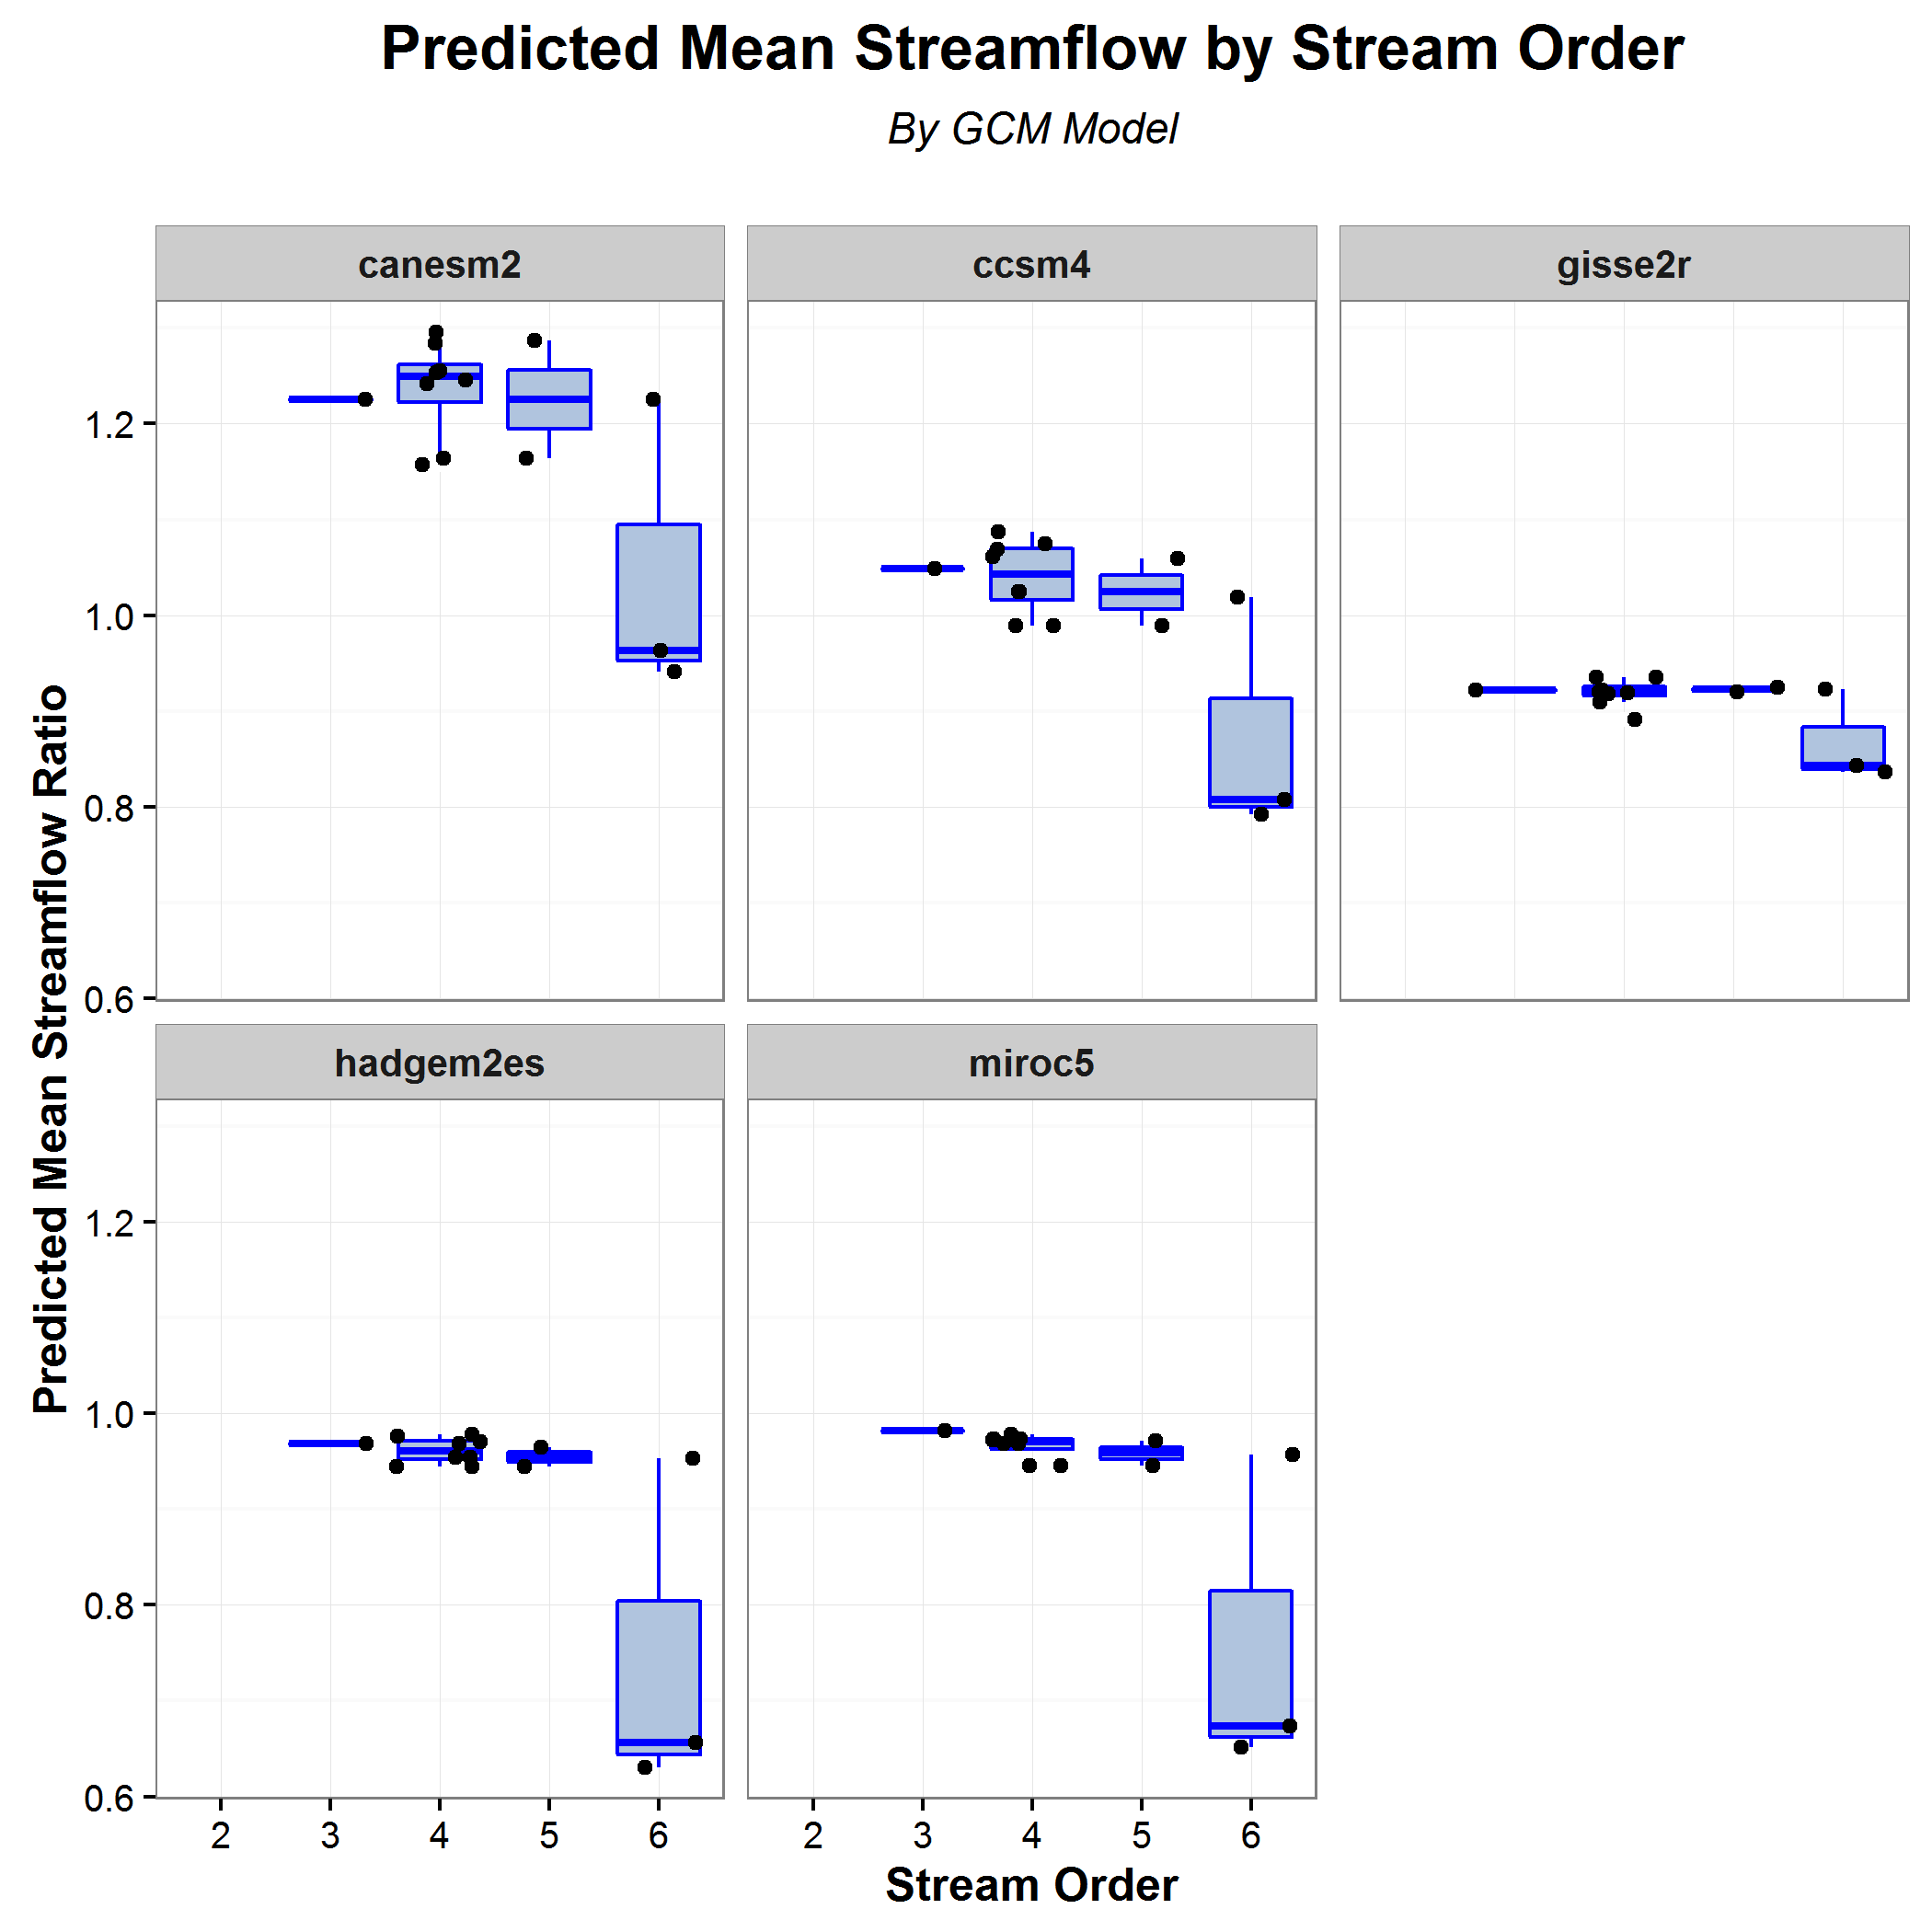 Predicted Mean Streamflow by Stream Order
By GCM Model
canesm2
ccsm4
gisse2r
1.2
1.0
0.8
0.6
Predicted Mean Streamflow Ratio
hadgem2es
miroc5
1.2
1.0
0.8
0.6
2 3 4 5 6
2 3 4 5 6
Stream Order